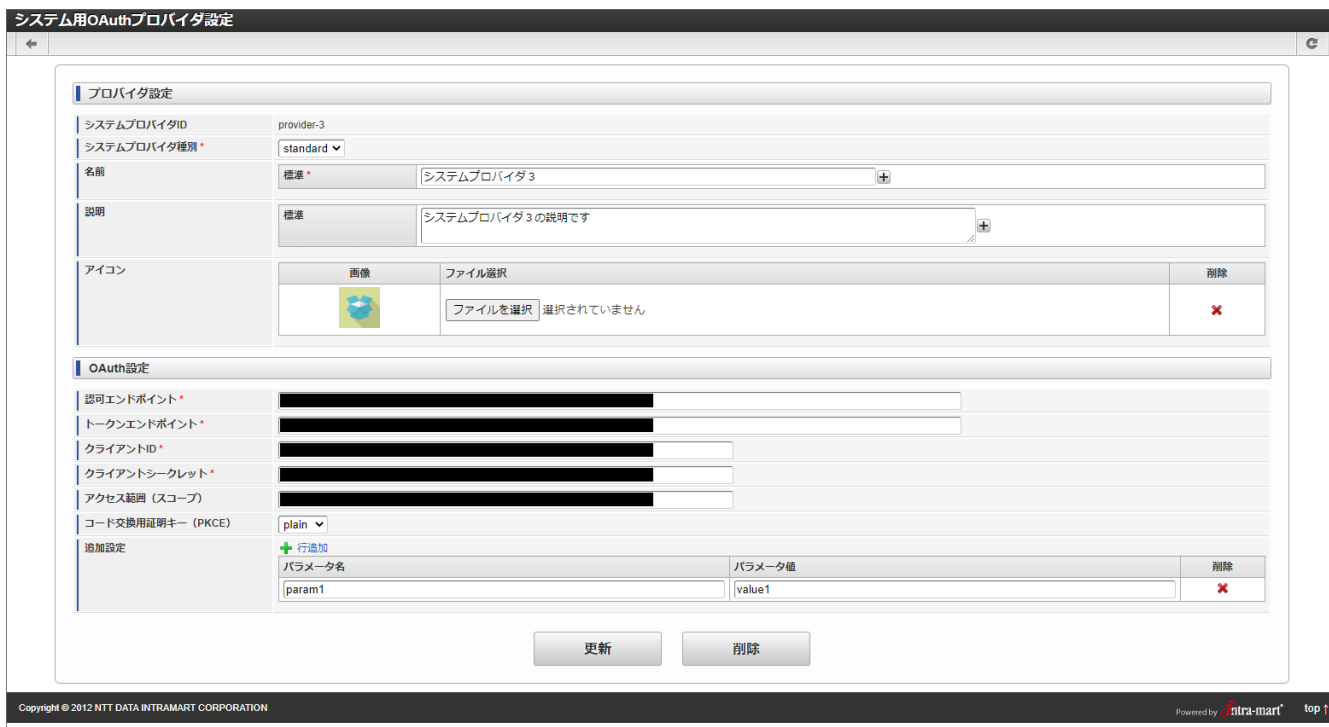 システム用OAuthプロバイダ設定
プロバイダ設定
システムプロバイダID provider-3
システムプロバイダ種別* standard
名前 標準* システムプロバイダ3
説明 標準 システムプロバイダ3の説明です
アイコン 画像 ファイル選択 削除
ファイルを選択 選択されていません
OAuth設定
認可エンドポイント*
トークンエンドポイント*
クライアントID*
クライアントシークレット*
アクセス範囲（スコープ）
コード交換用証明キー（PKCE） plain
追加設定 行追加
パラメータ名 パラメータ値 削除
param1 value1
更新 削除
Copyright © 2012 NTT DATA INTRAMART CORPORATION Powered by intra-mart® top↑